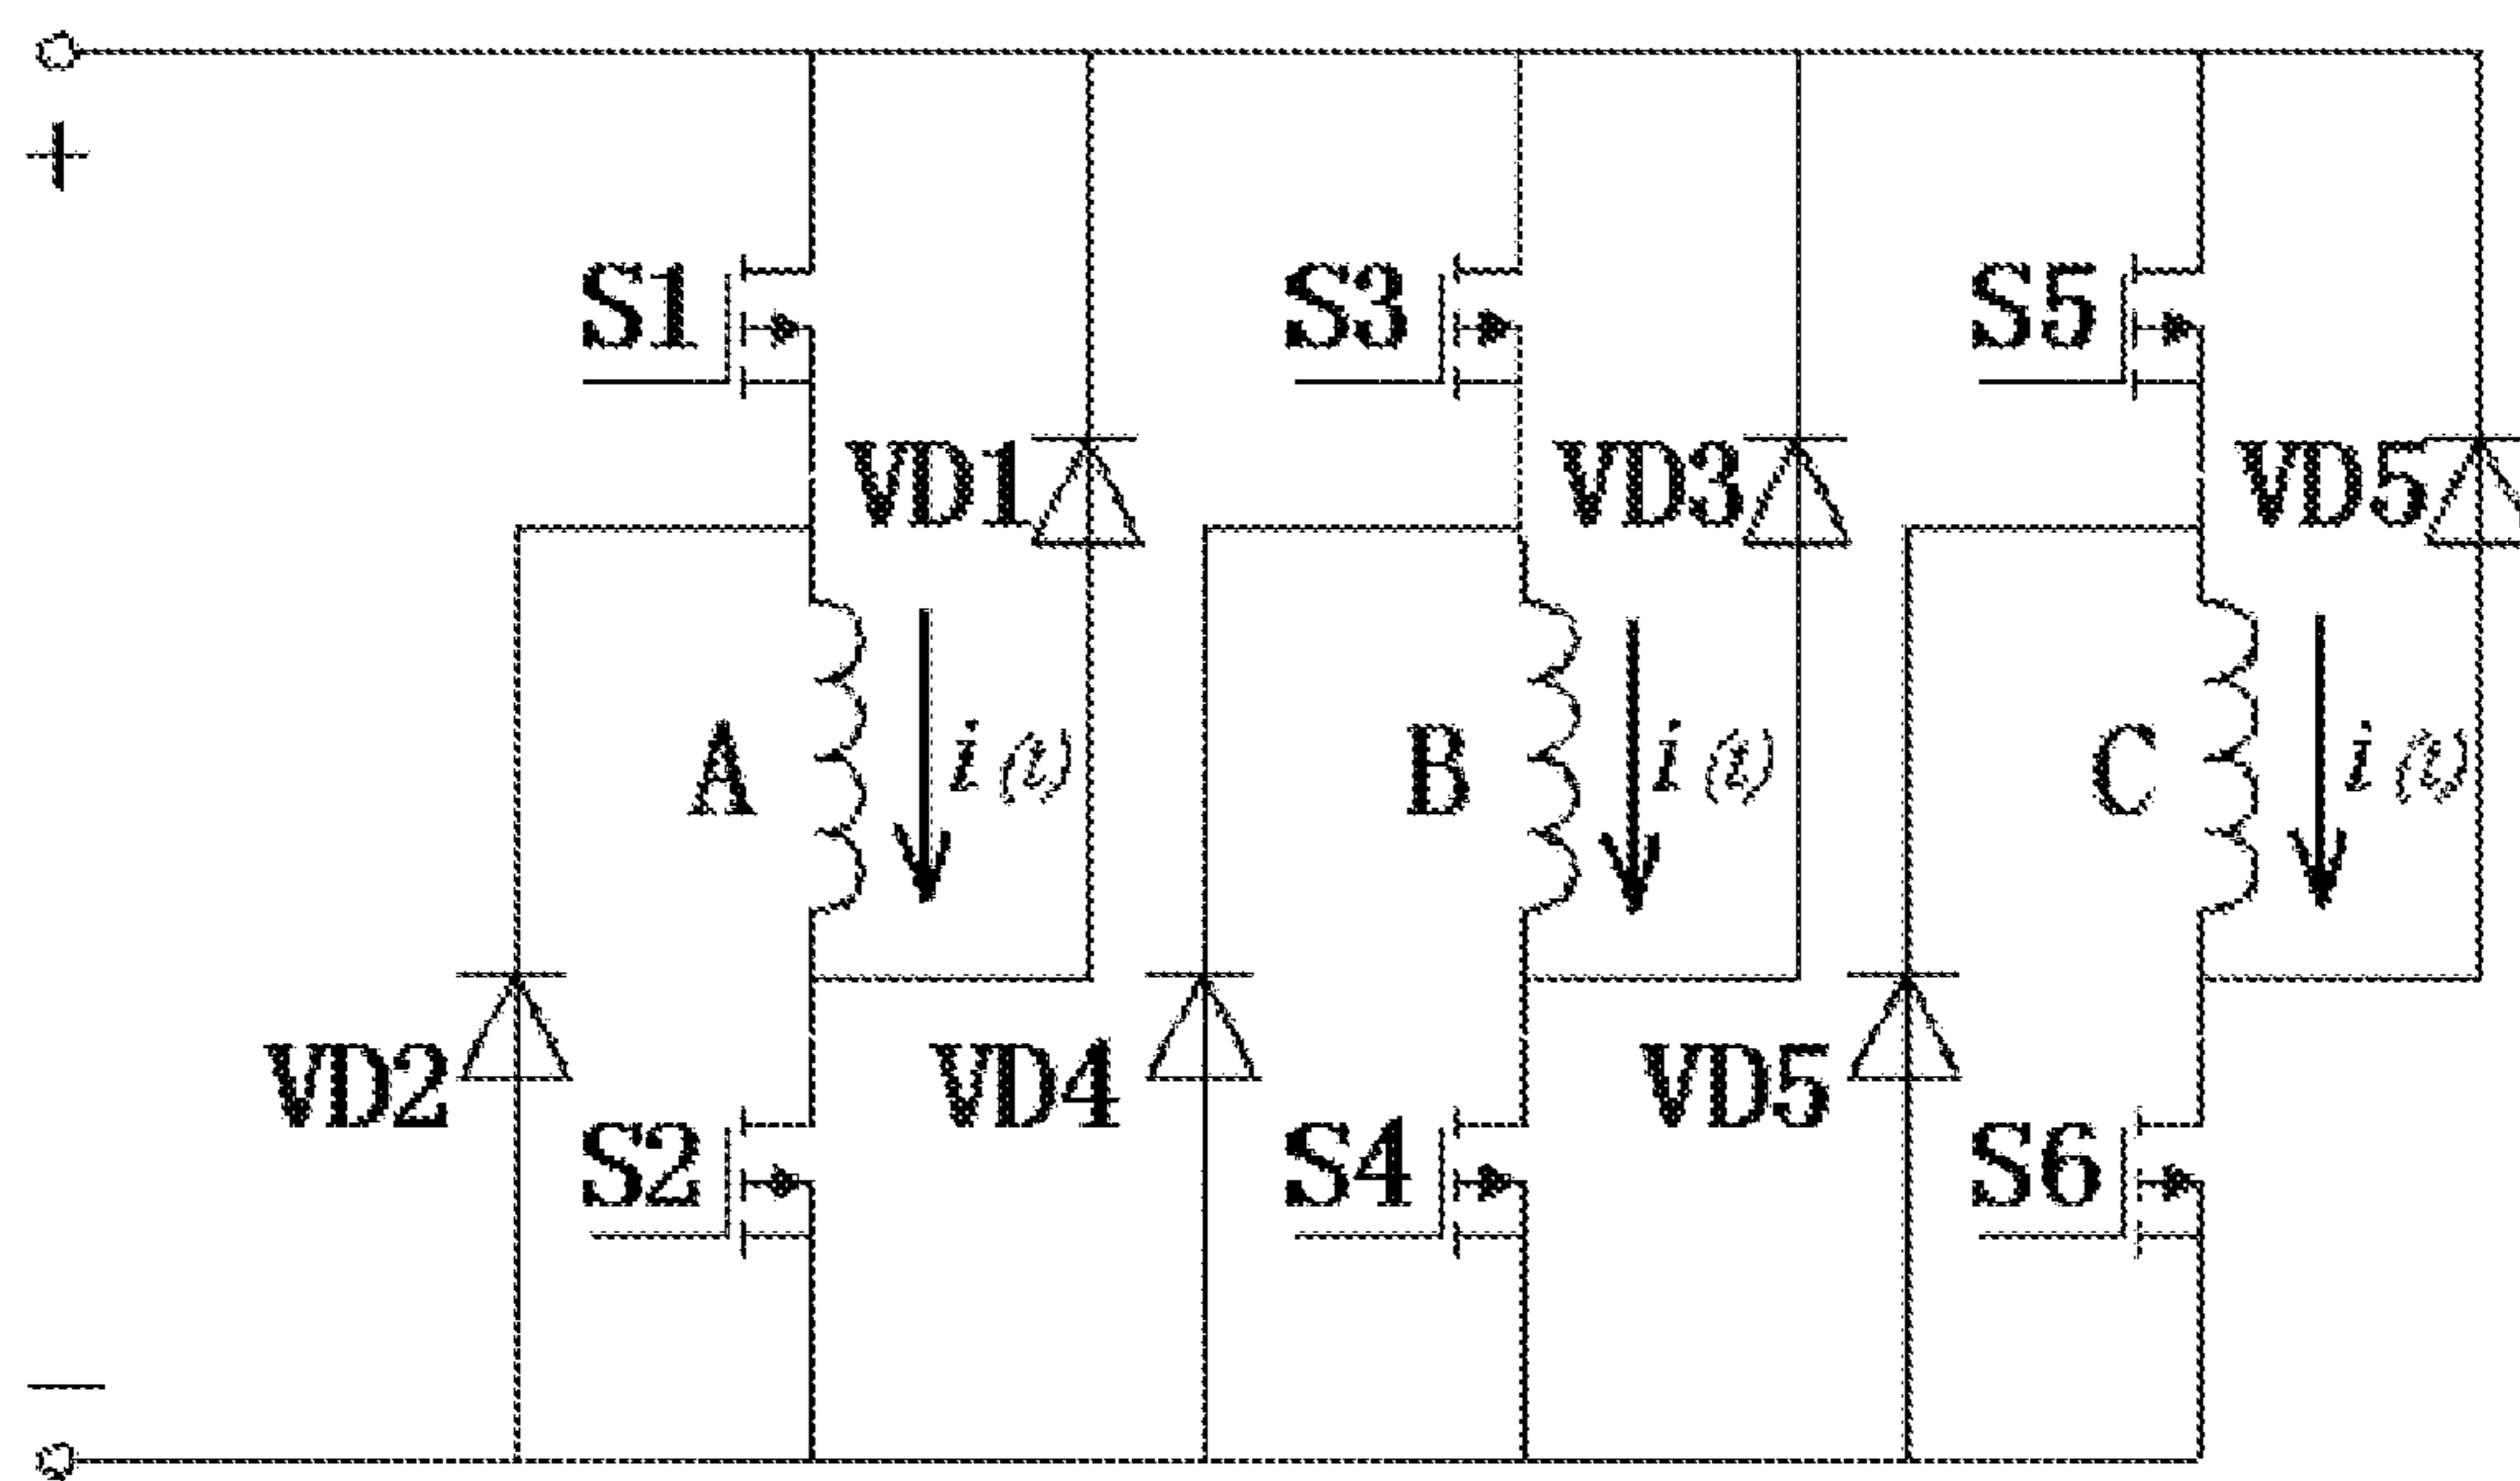 +
S1 S3 S5
VD1 VD3 VD5
A i B i C i
VD2 VD4 VD5
S2 S4 S6
−